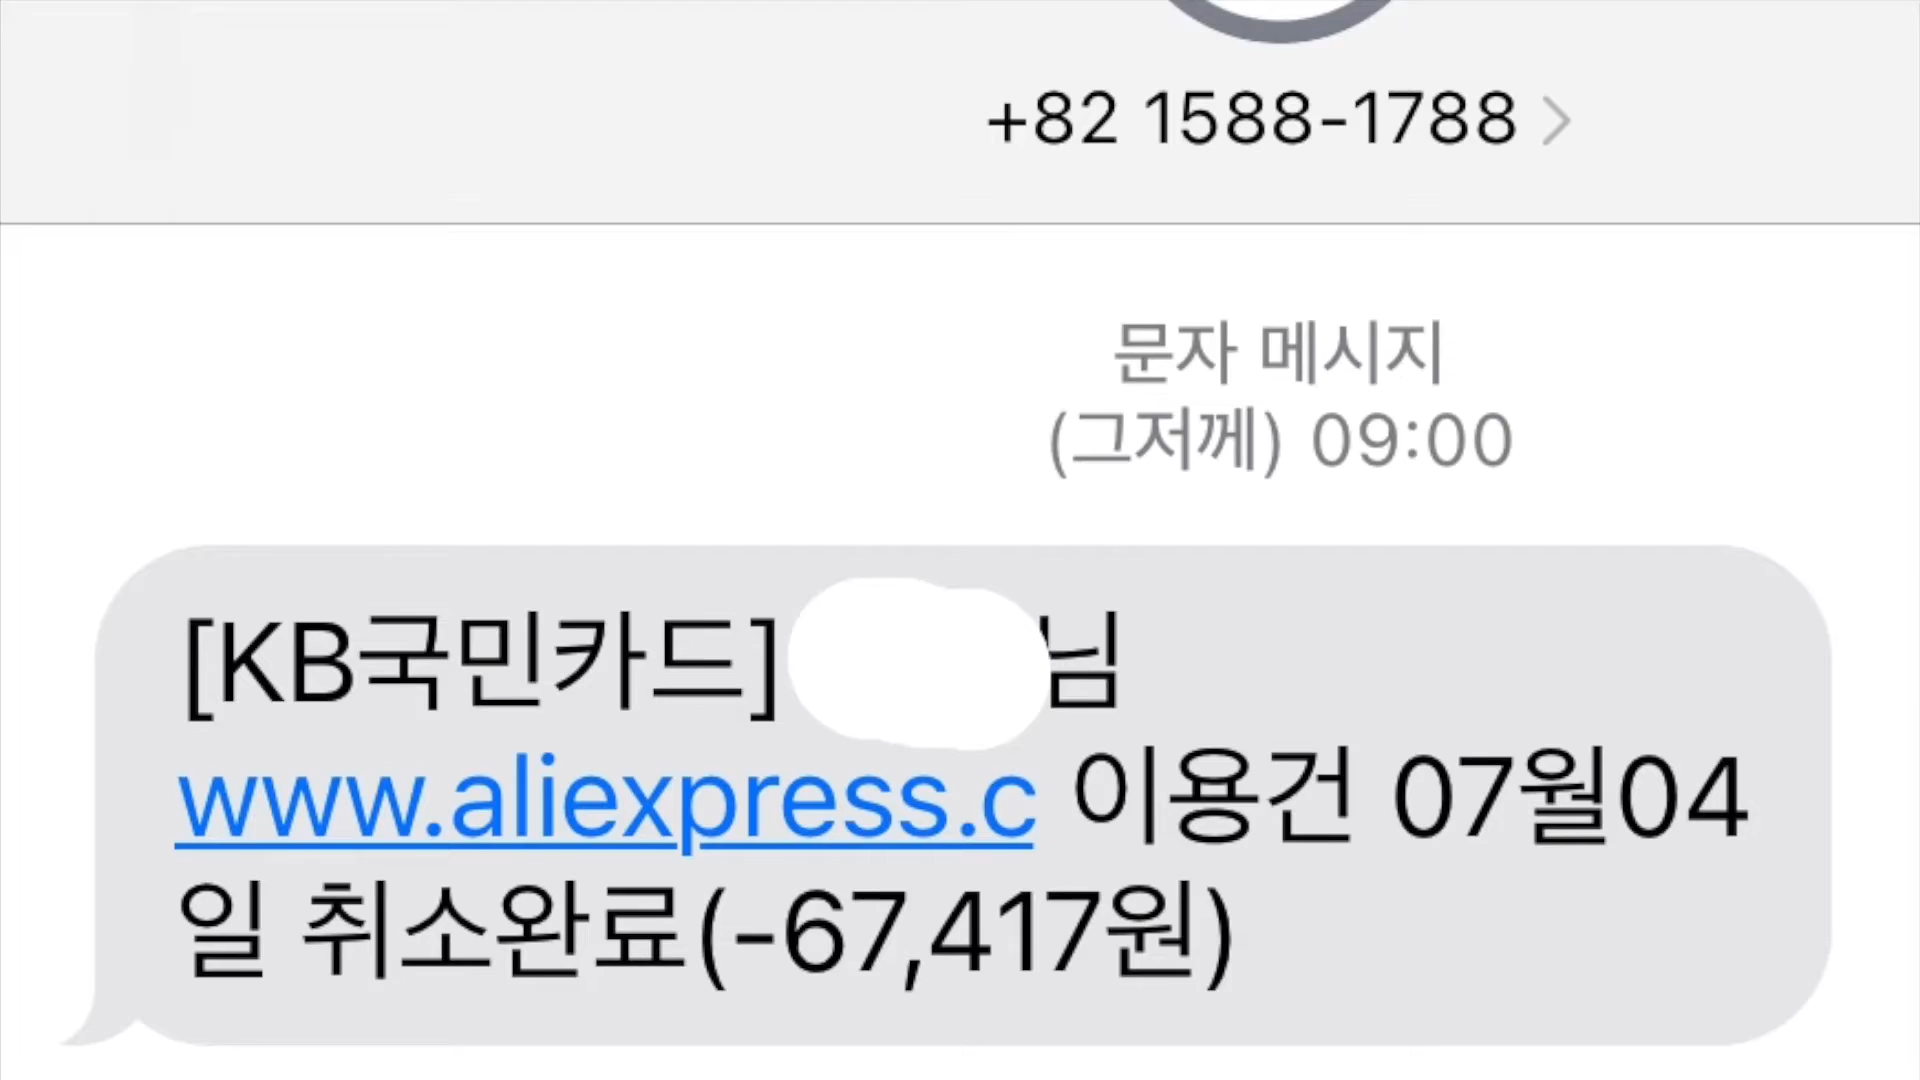 +82 1588-1788
문자 메시지
(그저께) 09:00
[KB국민카드] 님
www.aliexpress.c 이용건 07월04
일 취소완료(-67,417원)